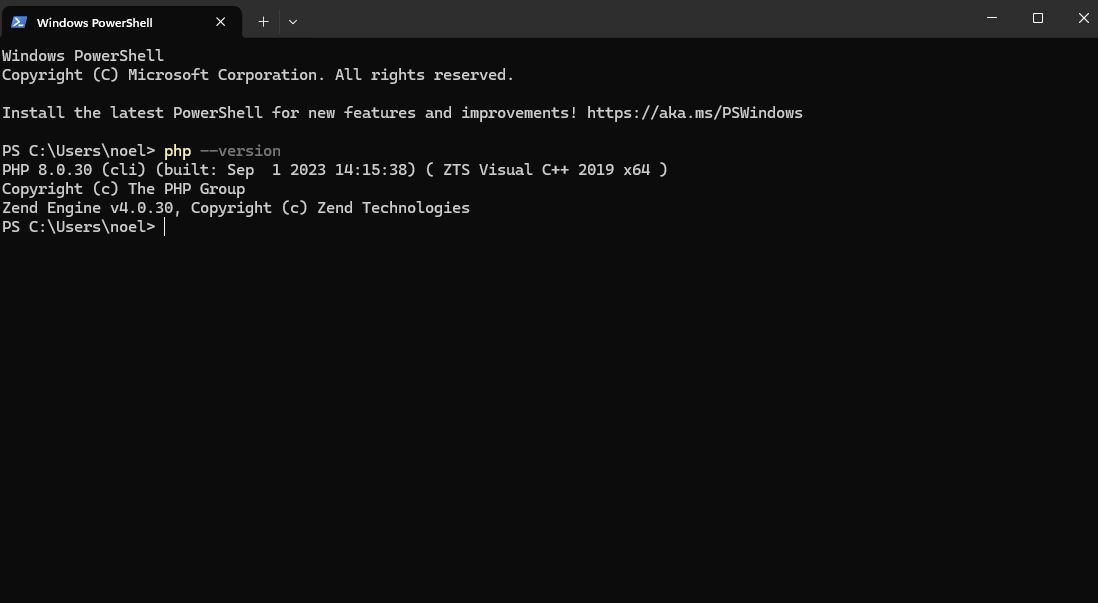 Windows PowerShell
Windows PowerShell
Copyright (C) Microsoft Corporation. All rights reserved.
Install the latest PowerShell for new features and improvements! https://aka.ms/PSWindows
PS C:\Users\noel> php --version
PHP 8.0.30 (cli) (built: Sep  1 2023 14:15:38) ( ZTS Visual C++ 2019 x64 )
Copyright (c) The PHP Group
Zend Engine v4.0.30, Copyright (c) Zend Technologies
PS C:\Users\noel>